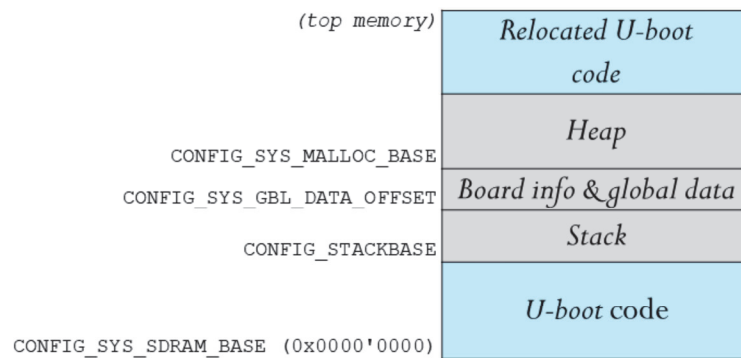 (top memory)
Relocated U-boot
code
Heap
CONFIG_SYS_MALLOC_BASE
Board info & global data
CONFIG_SYS_GBL_DATA_OFFSET
Stack
CONFIG_STACKBASE
U-boot code
CONFIG_SYS_SDRAM_BASE (0x0000'0000)